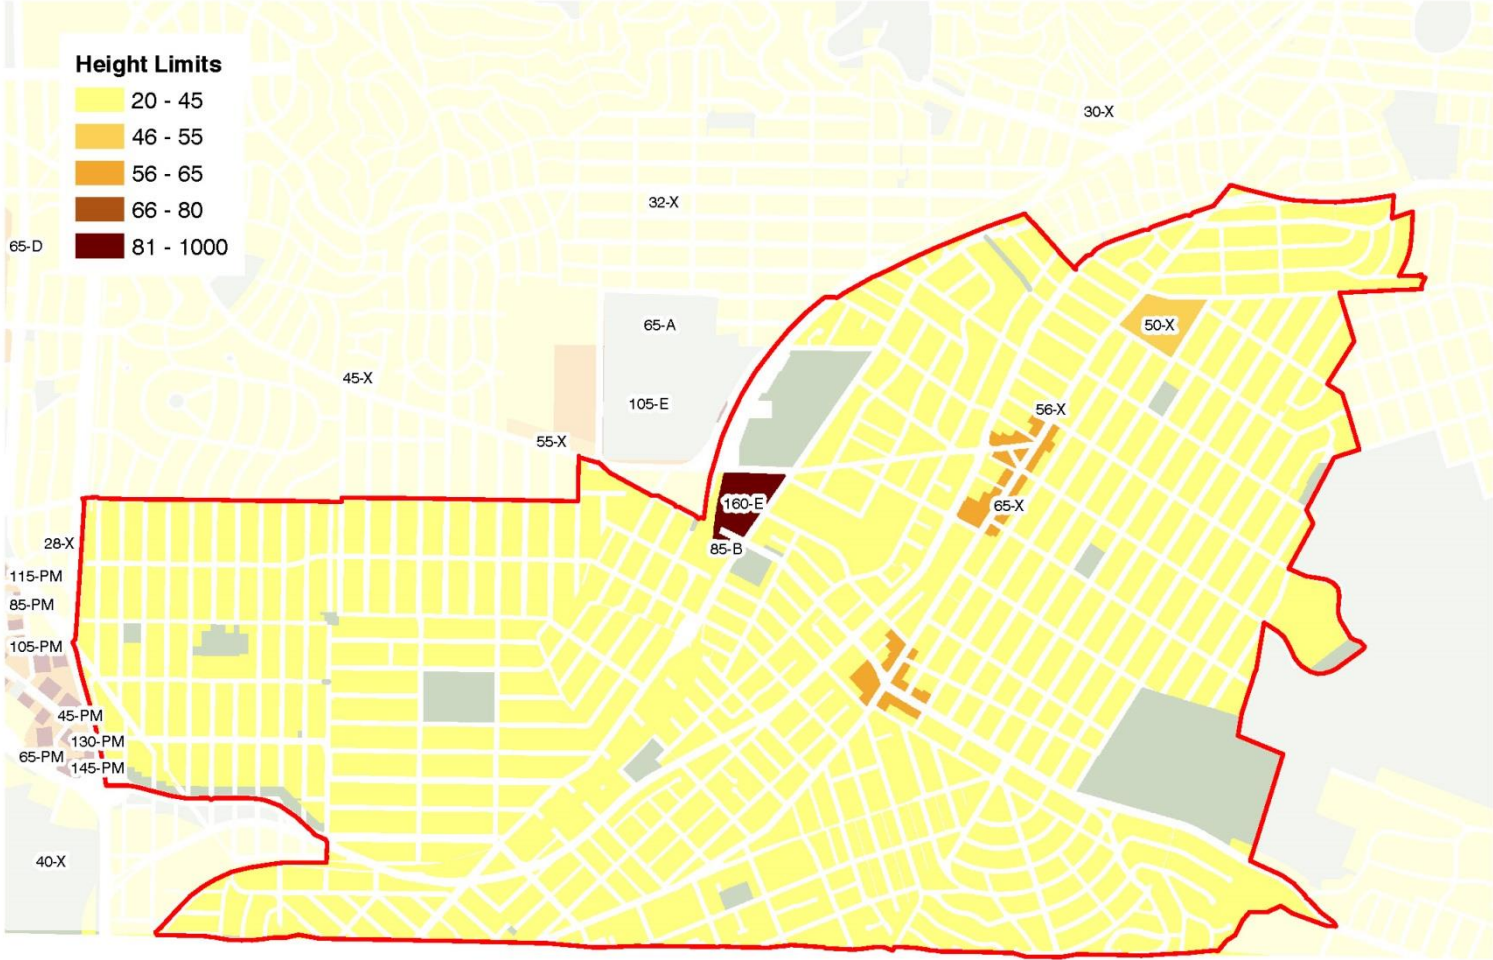 Height Limits
20 - 45
46 - 55
56 - 65
66 - 80
81 - 1000
30-X
32-X
65-D
65-A
50-X
45-X
105-E
56-X
55-X
160-E
65-X
28-X
85-B
115-PM
85-PM
105-PM
45-PM
130-PM
65-PM
145-PM
40-X